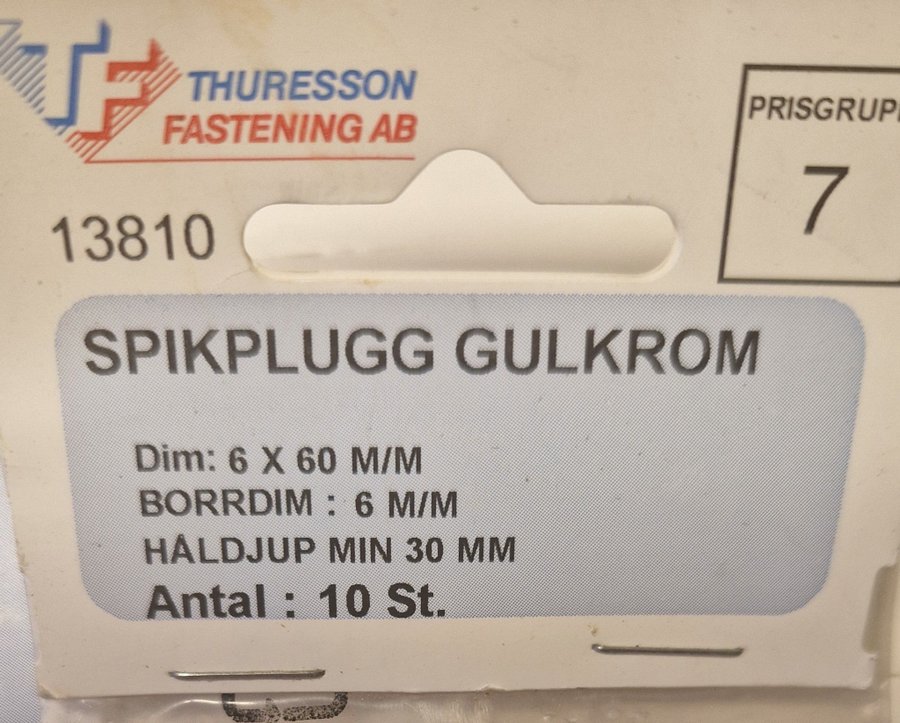 TF
THURESSON
FASTENING AB
PRISGRUPP
7
13810
SPIKPLUGG GULKROM
Dim: 6 X 60 M/M
BORRDIM : 6 M/M
HÅLDJUP MIN 30 MM
Antal : 10 St.